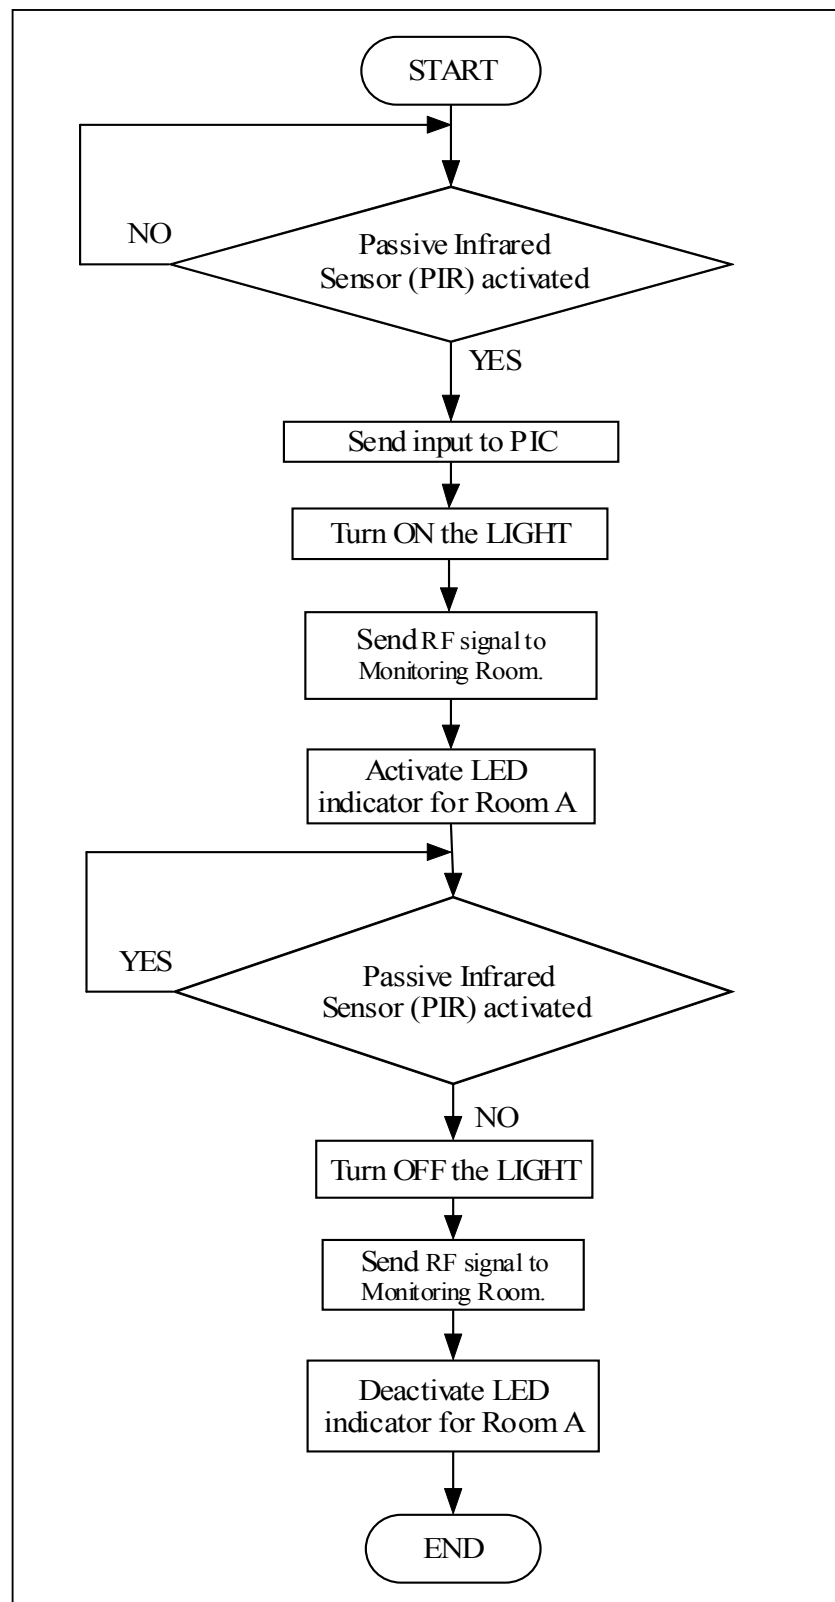 START
NO
Passive Infrared
Sensor (PIR) activated
YES
Send input to PIC
Turn ON the LIGHT
Send RF signal to
Monitoring Room.
Activate LED
indicator for Room A
YES
Passive Infrared
Sensor (PIR) activated
NO
Turn OFF the LIGHT
Send RF signal to
Monitoring Room.
Deactivate LED
indicator for Room A
END